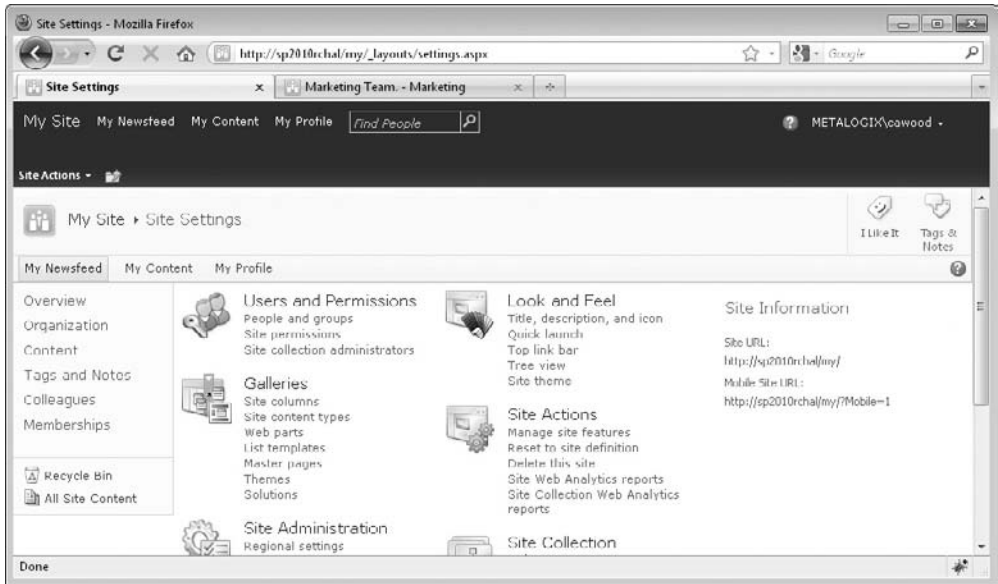 Site Settings - Mozilla Firefox
http://sp2010rchal/my/_layouts/settings.aspx
Google
Site Settings
Marketing Team. - Marketing
My Site My Newsfeed My Content My Profile Find People
METALOGIX\cawood
Site Actions
My Site Site Settings
I Like It
Tags &
Notes
My Newsfeed My Content My Profile
Overview
Organization
Content
Tags and Notes
Colleagues
Memberships
Recycle Bin
All Site Content
Users and Permissions
People and groups
Site permissions
Site collection administrators
Galleries
Site columns
Site content types
Web parts
List templates
Master pages
Themes
Solutions
Site Administration
Regional settings
Look and Feel
Title, description, and icon
Quick launch
Top link bar
Tree view
Site theme
Site Actions
Manage site features
Reset to site definition
Delete this site
Site Web Analytics reports
Site Collection Web Analytics
reports
Site Collection
Site Information
Site URL:
http://sp2010rchal/my/
Mobile Site URL:
http://sp2010rchal/my/?Mobile=1
Done